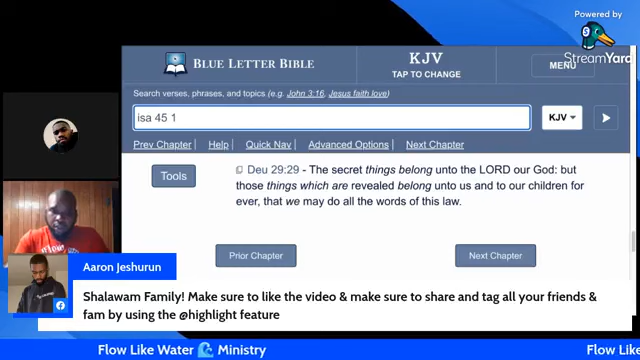 Powered by
StreamYard
BLUE LETTER BIBLE
KJV
TAP TO CHANGE
MENU
Search verses, phrases, and topics (e.g. John 3:16, Jesus faith love)
isa 45 1
KJV
Prev Chapter | Help | Quick Nav | Advanced Options | Next Chapter
Tools
Deu 29:29 - The secret things belong unto the LORD our God: but
those things which are revealed belong unto us and to our children for
ever, that we may do all the words of this law.
Prior Chapter
Next Chapter
Aaron Jeshurun
Shalawam Family! Make sure to like the video & make sure to share and tag all your friends &
fam by using the @highlight feature
Flow Like Water 🌊 Ministry
Flow Like